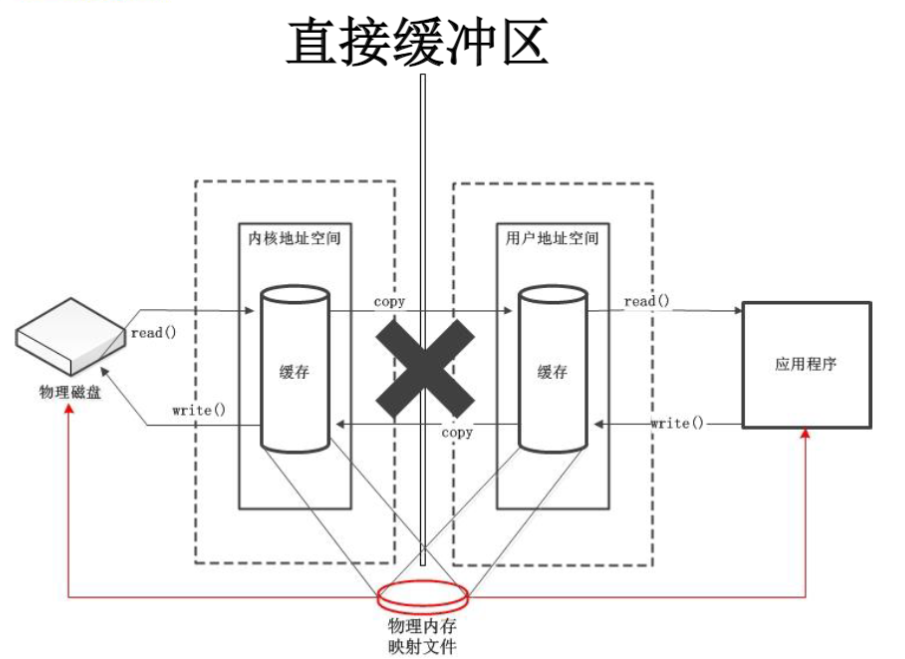 直接缓冲区
内核地址空间
用户地址空间
copy
read()
read()
缓存
缓存
应用程序
物理磁盘
write()
copy
write()
物理内存
映射文件